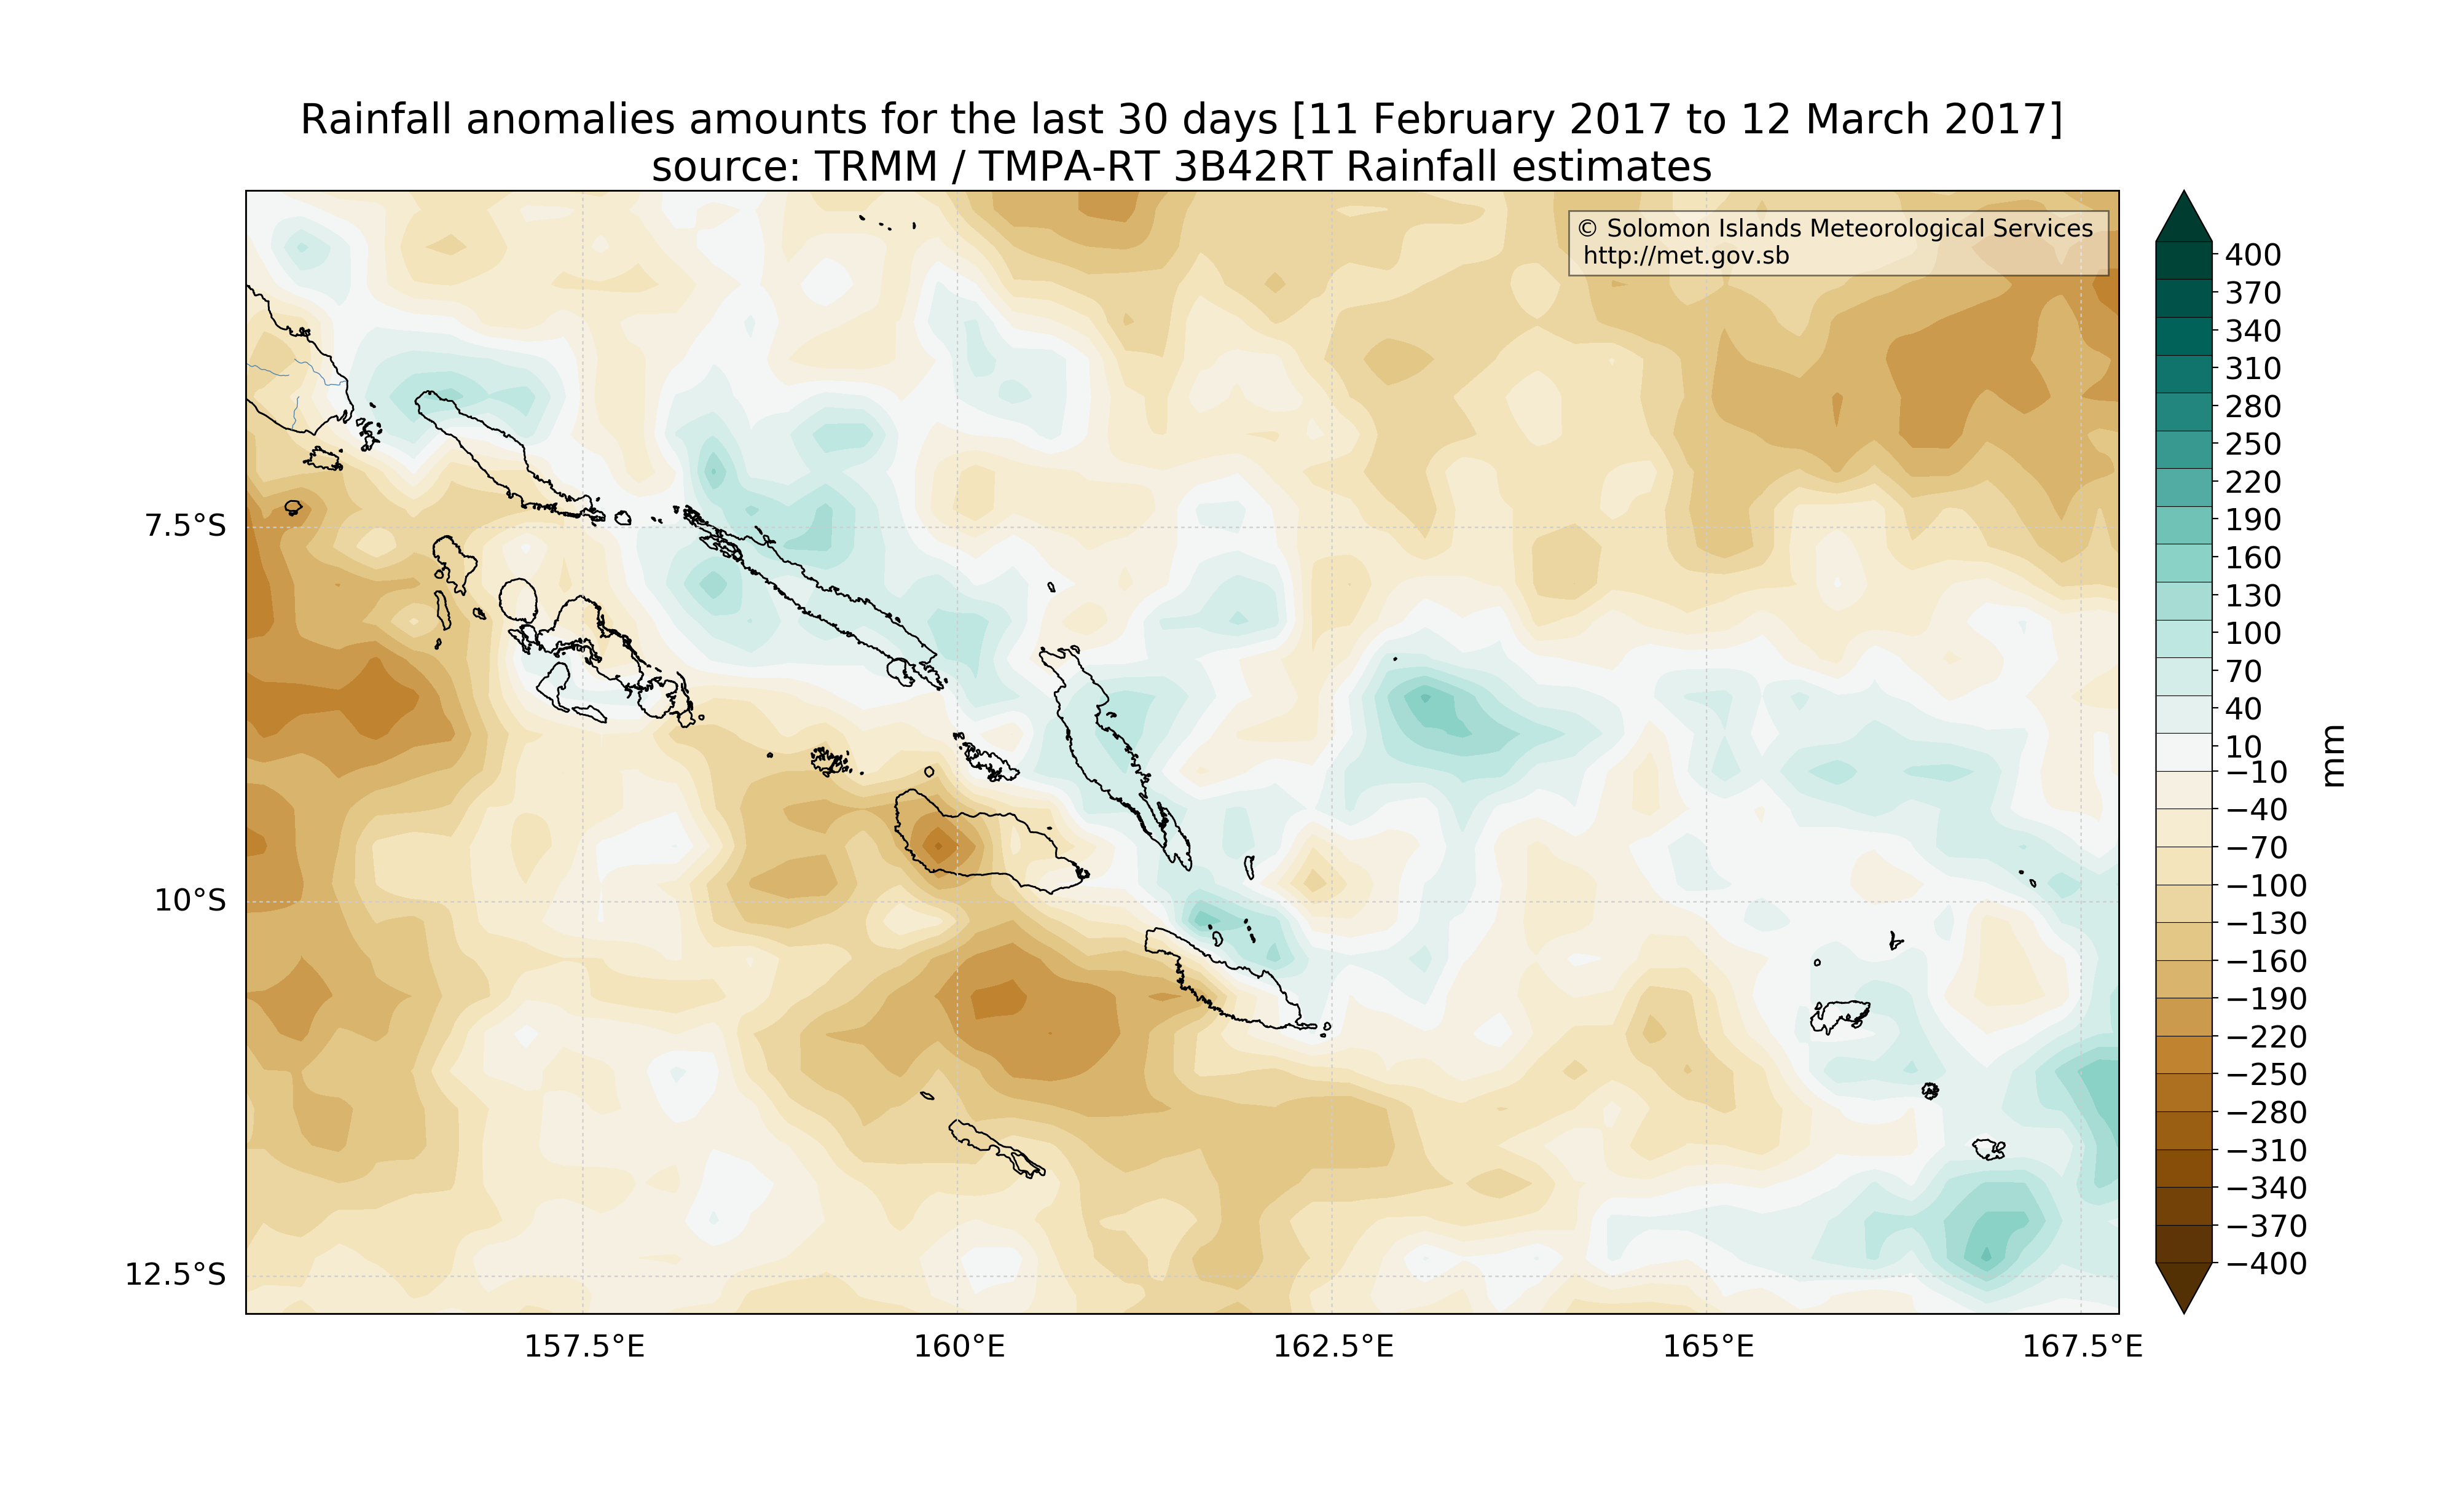 Rainfall anomalies amounts for the last 30 days [11 February 2017 to 12 March 2017]
source: TRMM / TMPA-RT 3B42RT Rainfall estimates
© Solomon Islands Meteorological Services
http://met.gov.sb
7.5°S
10°S
12.5°S
157.5°E
160°E
162.5°E
165°E
167.5°E
400
370
340
310
280
250
220
190
160
130
100
70
40
10
−10
−40
−70
−100
−130
−160
−190
−220
−250
−280
−310
−340
−370
−400
mm